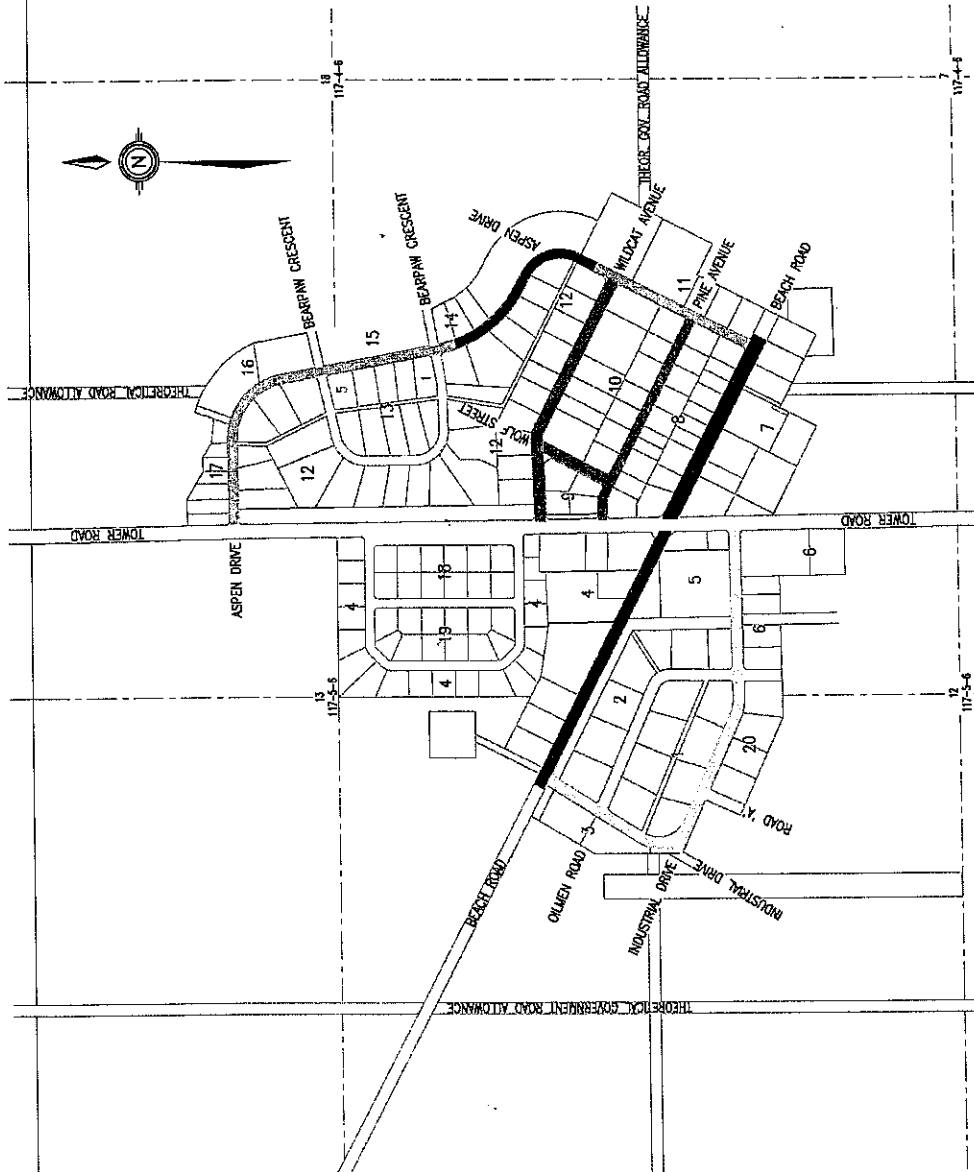 THEOR. GOV. ROAD ALLOWANCE
18
117-4-6
7
117-4-6
N
ASPEN DRIVE
BEARPAW CRESCENT
BEARPAW CRESCENT
WILDCAT AVENUE
PINE AVENUE
BEACH ROAD
THEORETICAL ROAD ALLOWANCE
16
15
14
12
11
5
1
13
10
8
7
17
12
12
WOLF STREET
9
TOWER ROAD
TOWER ROAD
ASPEN DRIVE
4
18
19
4
4
4
5
6
6
2
1
20
3
13
117-5-6
12
117-5-6
BEACH ROAD
OILMEN ROAD
INDUSTRIAL DRIVE
INDUSTRIAL DRIVE
ROAD 'A'
THEORETICAL GOVERNMENT ROAD ALLOWANCE